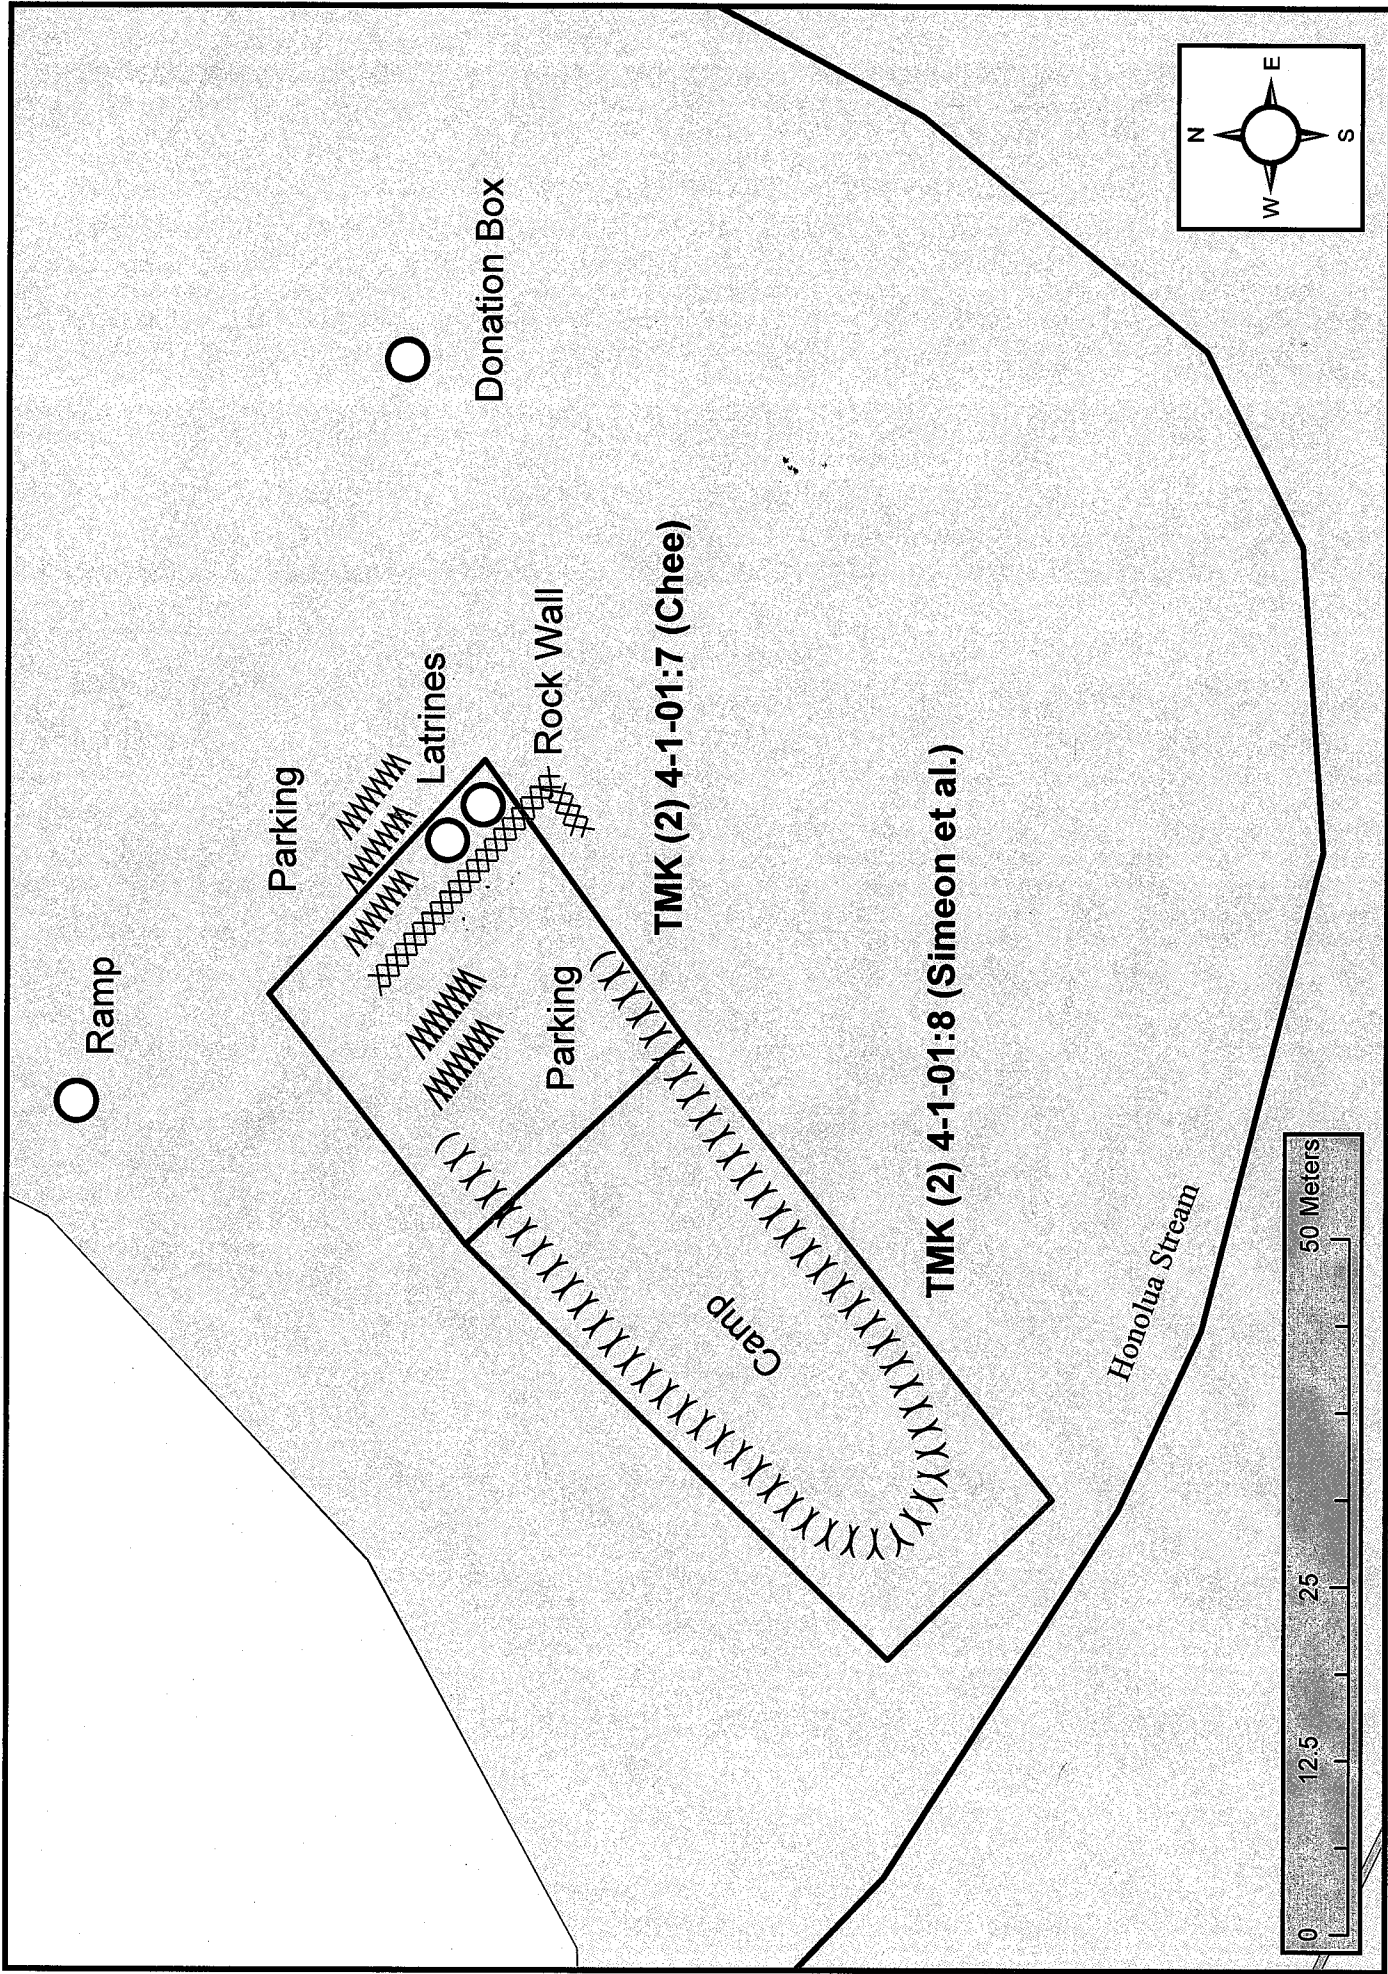 Ramp
Parking
Latrines
Donation Box
Rock Wall
Parking
TMK (2) 4-1-01:7 (Chee)
Camp
TMK (2) 4-1-01:8 (Simeon et al.)
Honolua Stream
0 12.5 25 50 Meters
N
W E
S